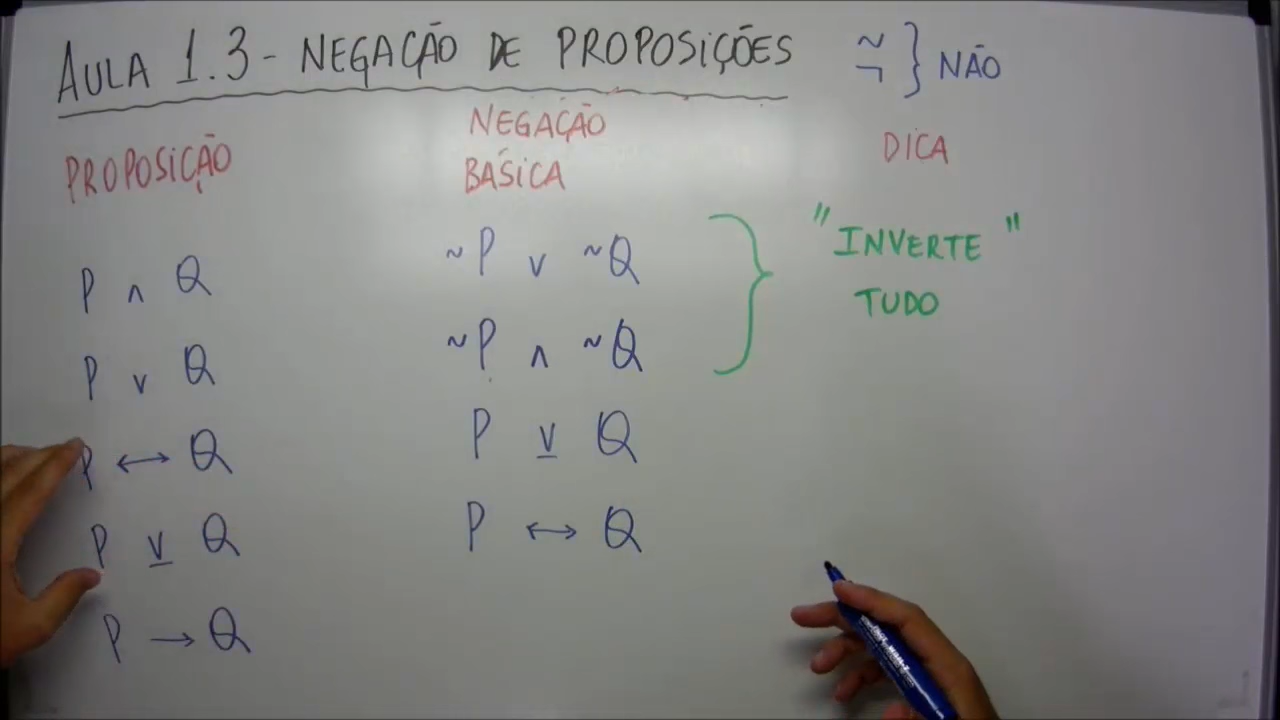 AULA 1.3 - NEGAÇÃO DE PROPOSIÇÕES
~
¬ } NÃO
PROPOSIÇÃO
NEGAÇÃO
BÁSICA
DICA
P ∧ Q
~P ∨ ~Q
"INVERTE"
TUDO
P ∨ Q
~P ∧ ~Q
P ↔ Q
P ⊻ Q
P ⊻ Q
P ↔ Q
P → Q